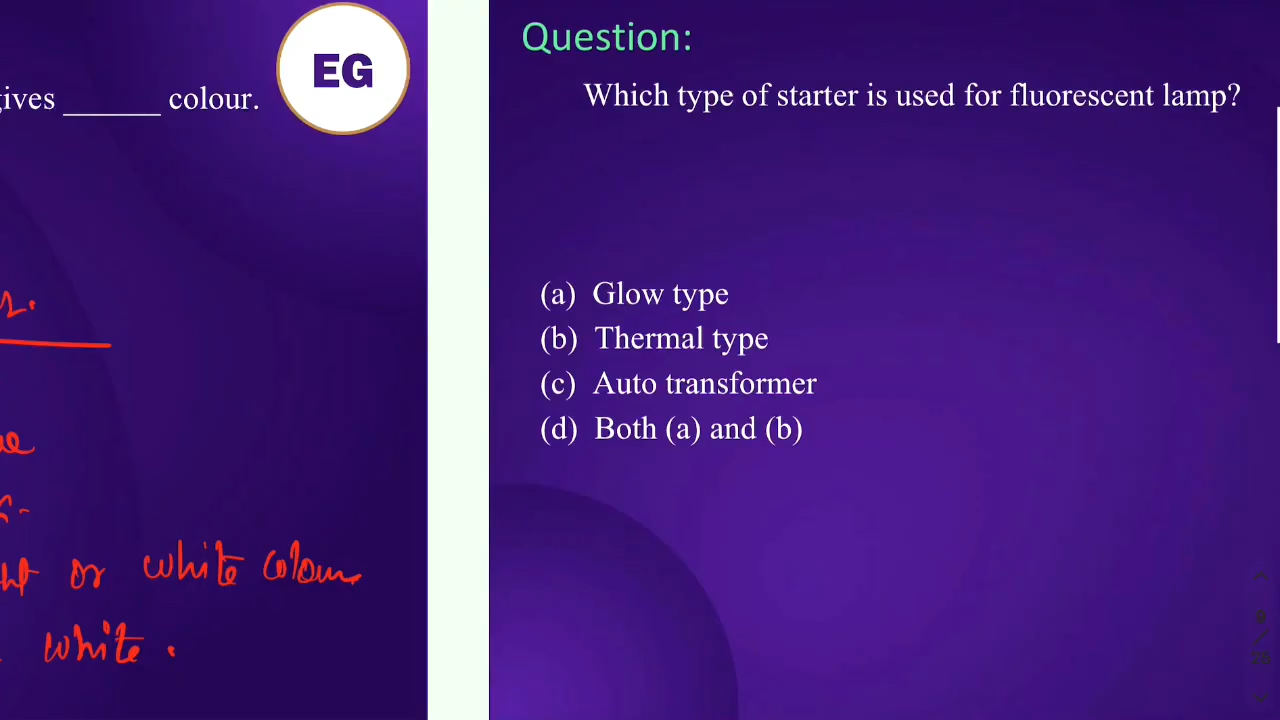 gives ______ colour.
EG
or white colour
white.
Question:
Which type of starter is used for fluorescent lamp?
(a) Glow type
(b) Thermal type
(c) Auto transformer
(d) Both (a) and (b)